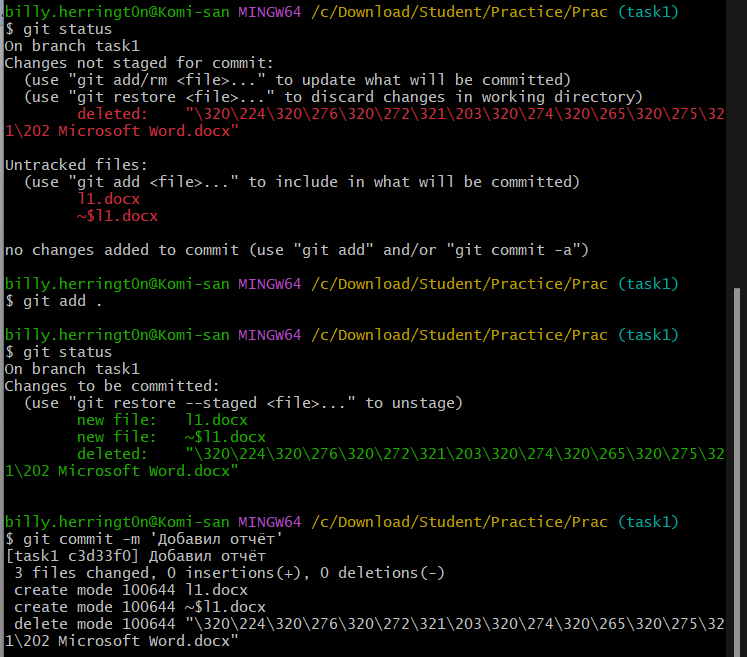 billy.herringt0n@Komi-san MINGW64 /c/Download/Student/Practice/Prac (task1)
$ git status
On branch task1
Changes not staged for commit:
  (use "git add/rm <file>..." to update what will be committed)
  (use "git restore <file>..." to discard changes in working directory)
        deleted:    "\320\224\320\276\320\272\321\203\320\274\320\265\320\275\32
1\202 Microsoft Word.docx"
Untracked files:
  (use "git add <file>..." to include in what will be committed)
        l1.docx
        ~$l1.docx
no changes added to commit (use "git add" and/or "git commit -a")
billy.herringt0n@Komi-san MINGW64 /c/Download/Student/Practice/Prac (task1)
$ git add .
billy.herringt0n@Komi-san MINGW64 /c/Download/Student/Practice/Prac (task1)
$ git status
On branch task1
Changes to be committed:
  (use "git restore --staged <file>..." to unstage)
        new file:   l1.docx
        new file:   ~$l1.docx
        deleted:    "\320\224\320\276\320\272\321\203\320\274\320\265\320\275\32
1\202 Microsoft Word.docx"
billy.herringt0n@Komi-san MINGW64 /c/Download/Student/Practice/Prac (task1)
$ git commit -m 'Добавил отчёт'
[task1 c3d33f0] Добавил отчёт
 3 files changed, 0 insertions(+), 0 deletions(-)
 create mode 100644 l1.docx
 create mode 100644 ~$l1.docx
 delete mode 100644 "\320\224\320\276\320\272\321\203\320\274\320\265\320\275\32
1\202 Microsoft Word.docx"